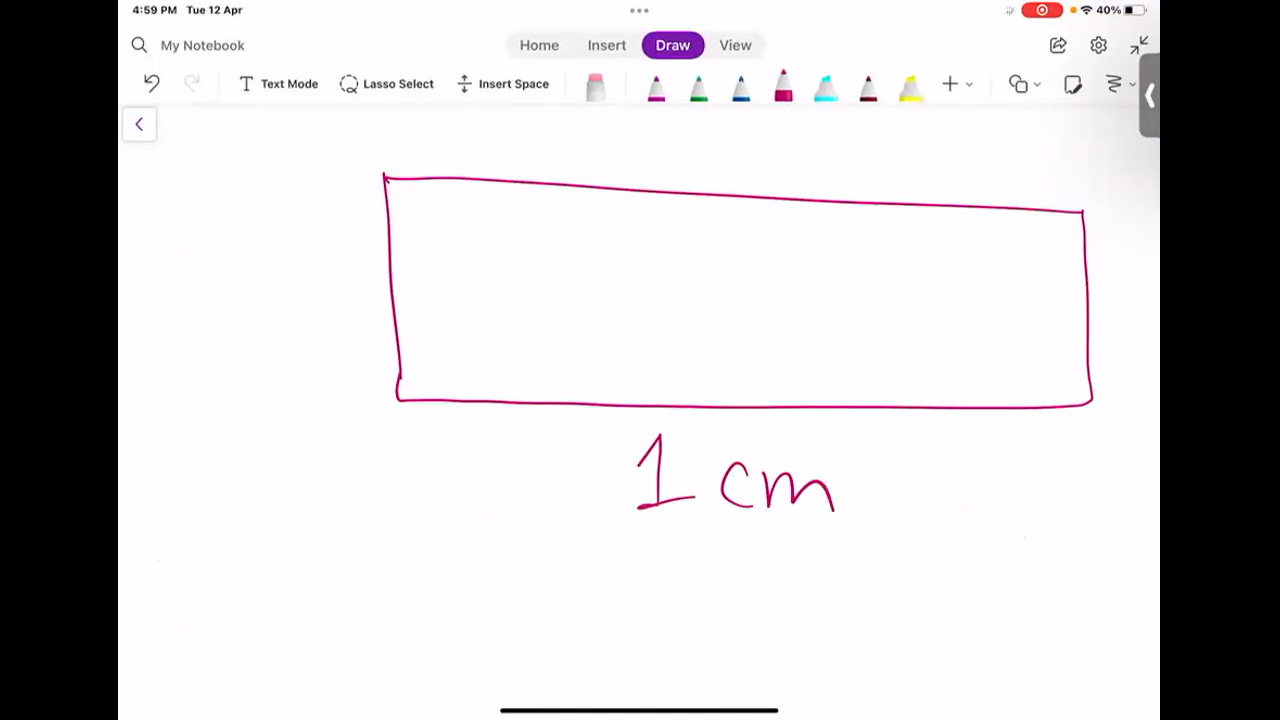 4:59 PM Tue 12 Apr
40%
My Notebook
Home Insert Draw View
Text Mode Lasso Select Insert Space
1 cm